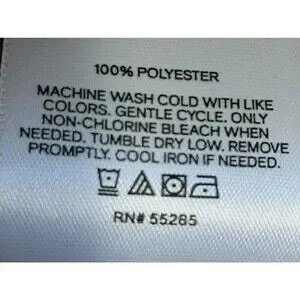 100% POLYESTER
MACHINE WASH COLD WITH LIKE
COLORS. GENTLE CYCLE. ONLY
NON-CHLORINE BLEACH WHEN
NEEDED. TUMBLE DRY LOW. REMOVE
PROMPTLY. COOL IRON IF NEEDED.
RN# 55285